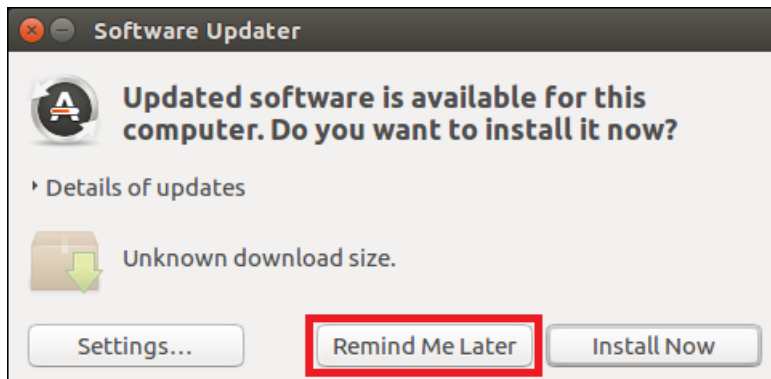 Software Updater
Updated software is available for this
computer. Do you want to install it now?
Details of updates
Unknown download size.
Settings...
Remind Me Later
Install Now